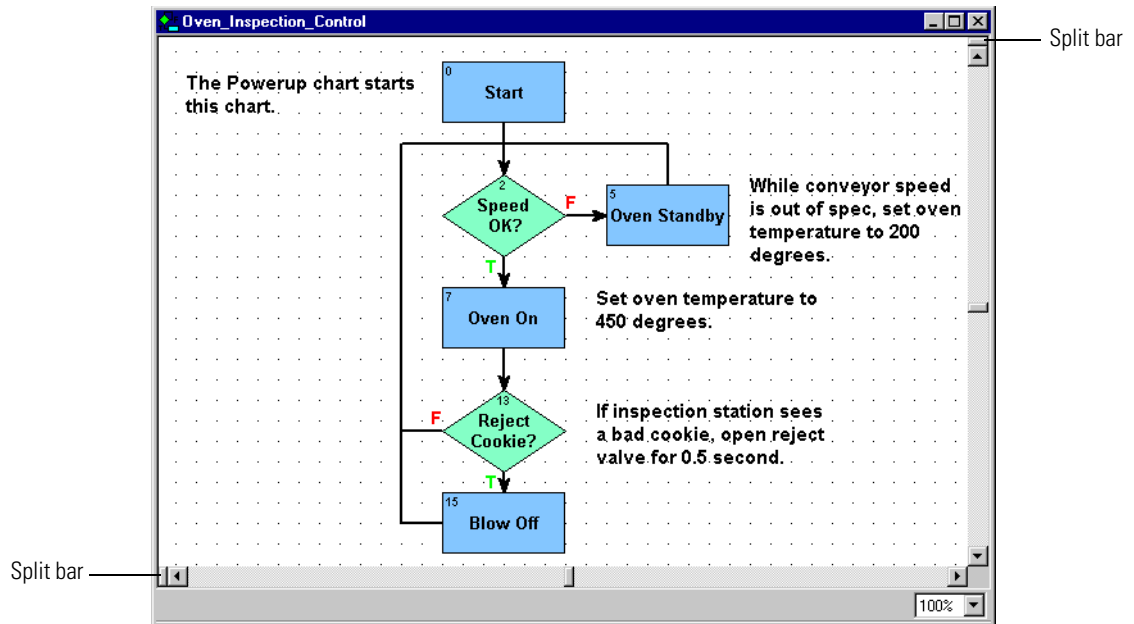 Oven_Inspection_Control
Split bar
The Powerup chart starts
this chart.
0
Start
2
Speed
OK?
F
5
Oven Standby
While conveyor speed
is out of spec, set oven
temperature to 200
degrees.
T
7
Oven On
Set oven temperature to
450 degrees.
13
Reject
Cookie?
F
If inspection station sees
a bad cookie, open reject
valve for 0.5 second.
T
15
Blow Off
Split bar
100%